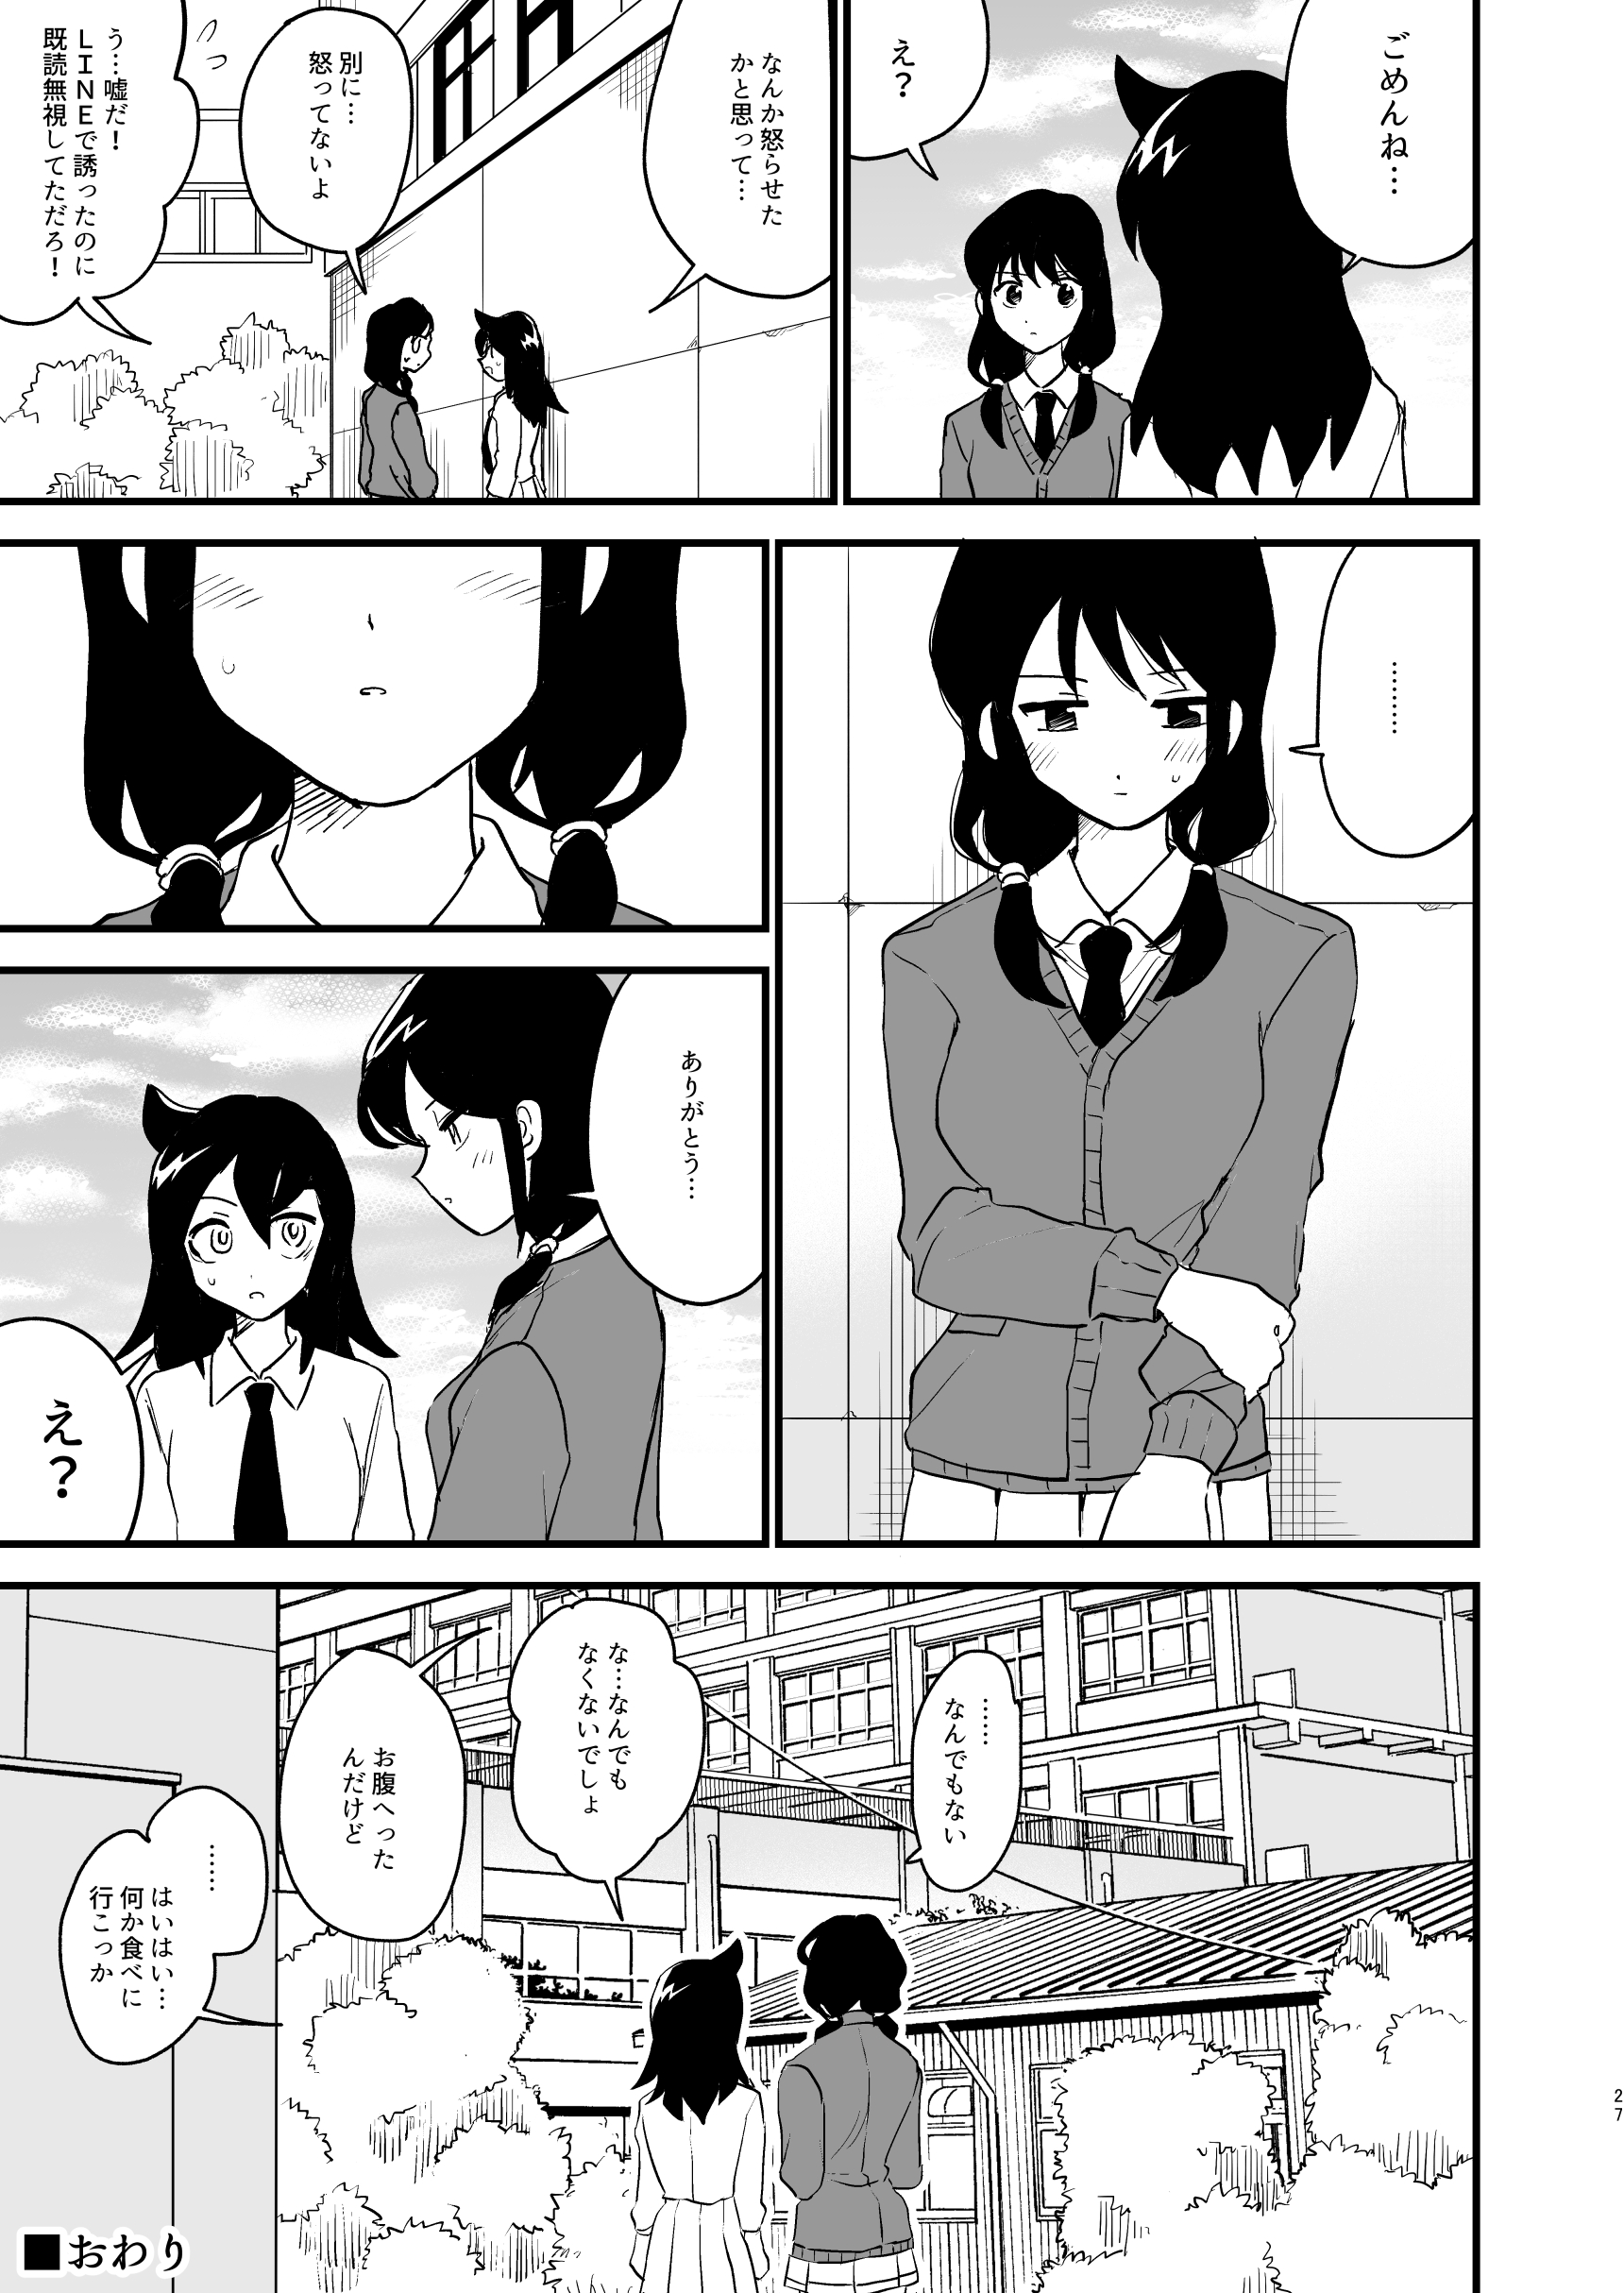 ごめんね…
え？
なんか怒らせた
かと思って…
別に…
怒ってないよ
う…嘘だ！
LINEで誘ったのに
既読無視してただろ！
………
ありがとう…
え？
……
なんでもない
な…なんでも
なくないでしょ
お腹へった
んだけど
……
はいはい…
何か食べに
行こっか
■おわり
27